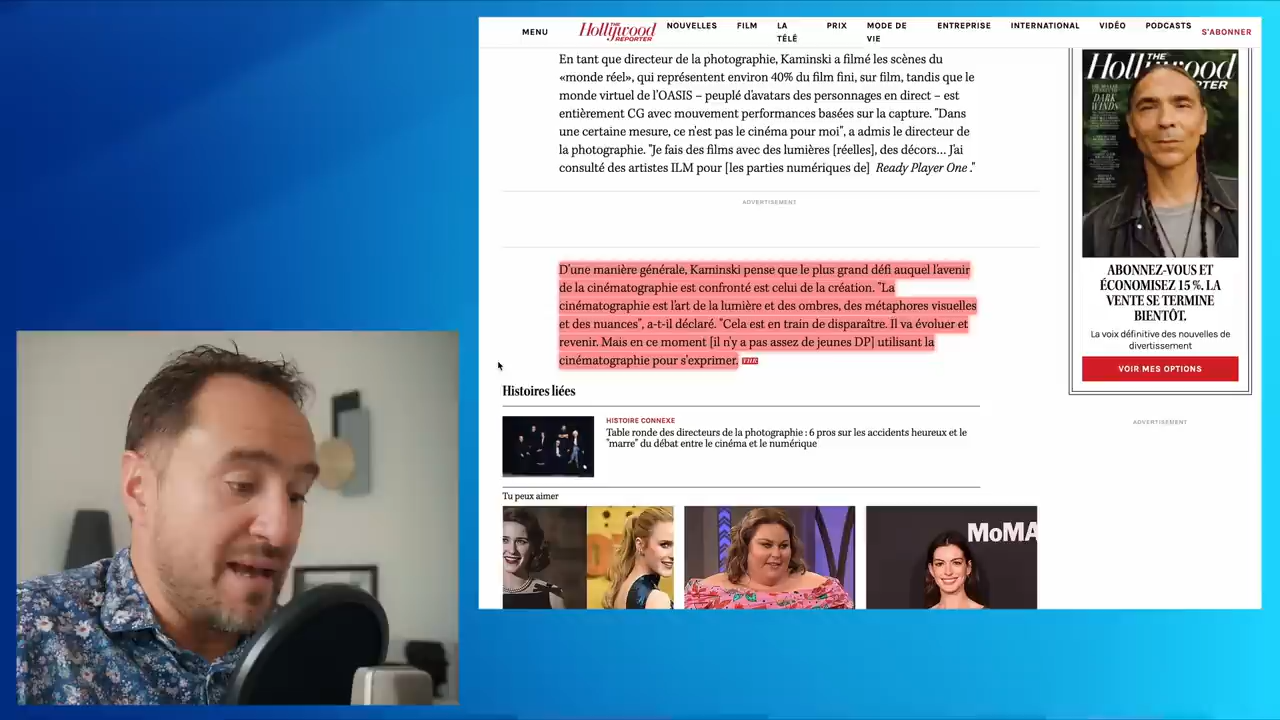 MENU
THE
Hollywood
REPORTER
NOUVELLES
FILM
LA
TÉLÉ
PRIX
MODE DE
VIE
ENTREPRISE
INTERNATIONAL
VIDÉO
PODCASTS
S'ABONNER
En tant que directeur de la photographie, Kaminski a filmé les scènes du
«monde réel», qui représentent environ 40% du film fini, sur film, tandis que le
monde virtuel de l'OASIS – peuplé d'avatars des personnages en direct – est
entièrement CG avec mouvement performances basées sur la capture. "Dans
une certaine mesure, ce n'est pas le cinéma pour moi", a admis le directeur de
la photographie. "Je fais des films avec des lumières [réelles], des décors… J'ai
consulté des artistes ILM pour [les parties numériques de] Ready Player One ."
ADVERTISEMENT
D'une manière générale, Kaminski pense que le plus grand défi auquel l'avenir
de la cinématographie est confronté est celui de la création. "La
cinématographie est l'art de la lumière et des ombres, des métaphores visuelles
et des nuances", a-t-il déclaré. "Cela est en train de disparaître. Il va évoluer et
revenir. Mais en ce moment [il n'y a pas assez de jeunes DP] utilisant la
cinématographie pour s'exprimer. THR
Histoires liées
HISTOIRE CONNEXE
Table ronde des directeurs de la photographie : 6 pros sur les accidents heureux et le
"marre" du débat entre le cinéma et le numérique
Tu peux aimer
MoMA
THE
Hollywood
RTER
DARK
WINDS
ABONNEZ-VOUS ET
ÉCONOMISEZ 15 %. LA
VENTE SE TERMINE
BIENTÔT.
La voix définitive des nouvelles de
divertissement
VOIR MES OPTIONS
ADVERTISEMENT